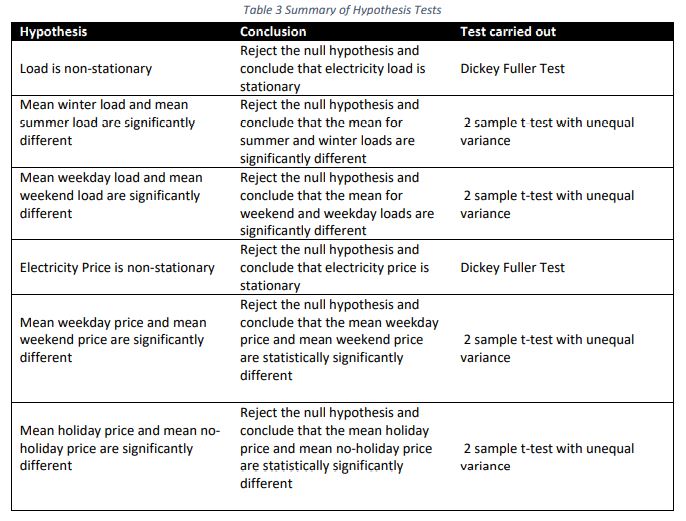 Table 3 Summary of Hypothesis Tests
Hypothesis Conclusion Test carried out
Load is non-stationary
Reject the null hypothesis and
conclude that electricity load is
stationary
Dickey Fuller Test
Mean winter load and mean
summer load are significantly
different
Reject the null hypothesis and
conclude that the mean for
summer and winter loads are
significantly different
2 sample t-test with unequal
variance
Mean weekday load and mean
weekend load are significantly
different
Reject the null hypothesis and
conclude that the mean for
weekend and weekday loads are
significantly different
2 sample t-test with unequal
variance
Electricity Price is non-stationary
Reject the null hypothesis and
conclude that electricity price is
stationary
Dickey Fuller Test
Mean weekday price and mean
weekend price are significantly
different
Reject the null hypothesis and
conclude that the mean weekday
price and mean weekend price
are statistically significantly
different
2 sample t-test with unequal
variance
Mean holiday price and mean no-
holiday price are significantly
different
Reject the null hypothesis and
conclude that the mean holiday
price and mean no-holiday price
are statistically significantly
different
2 sample t-test with unequal
variance